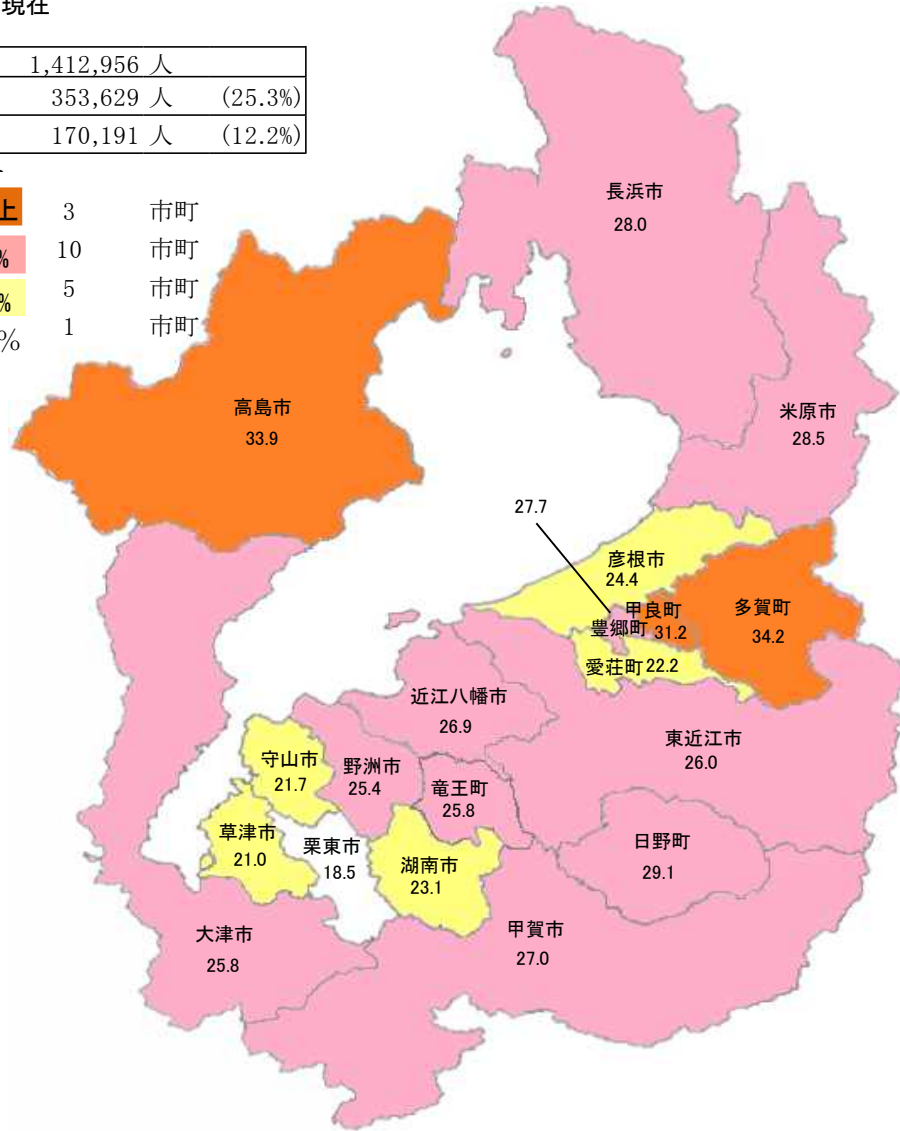 現在
1,412,956 人
353,629 人 (25.3%)
170,191 人 (12.2%)
上 3 市町
% 10 市町
% 5 市町
% 1 市町
長浜市
28.0
高島市
33.9
米原市
28.5
27.7
彦根市
24.4
甲良町
31.2
豊郷町
多賀町
34.2
愛荘町 22.2
近江八幡市
26.9
東近江市
26.0
守山市
21.7
野洲市
25.4
竜王町
25.8
草津市
21.0
栗東市
18.5
湖南市
23.1
日野町
29.1
大津市
25.8
甲賀市
27.0